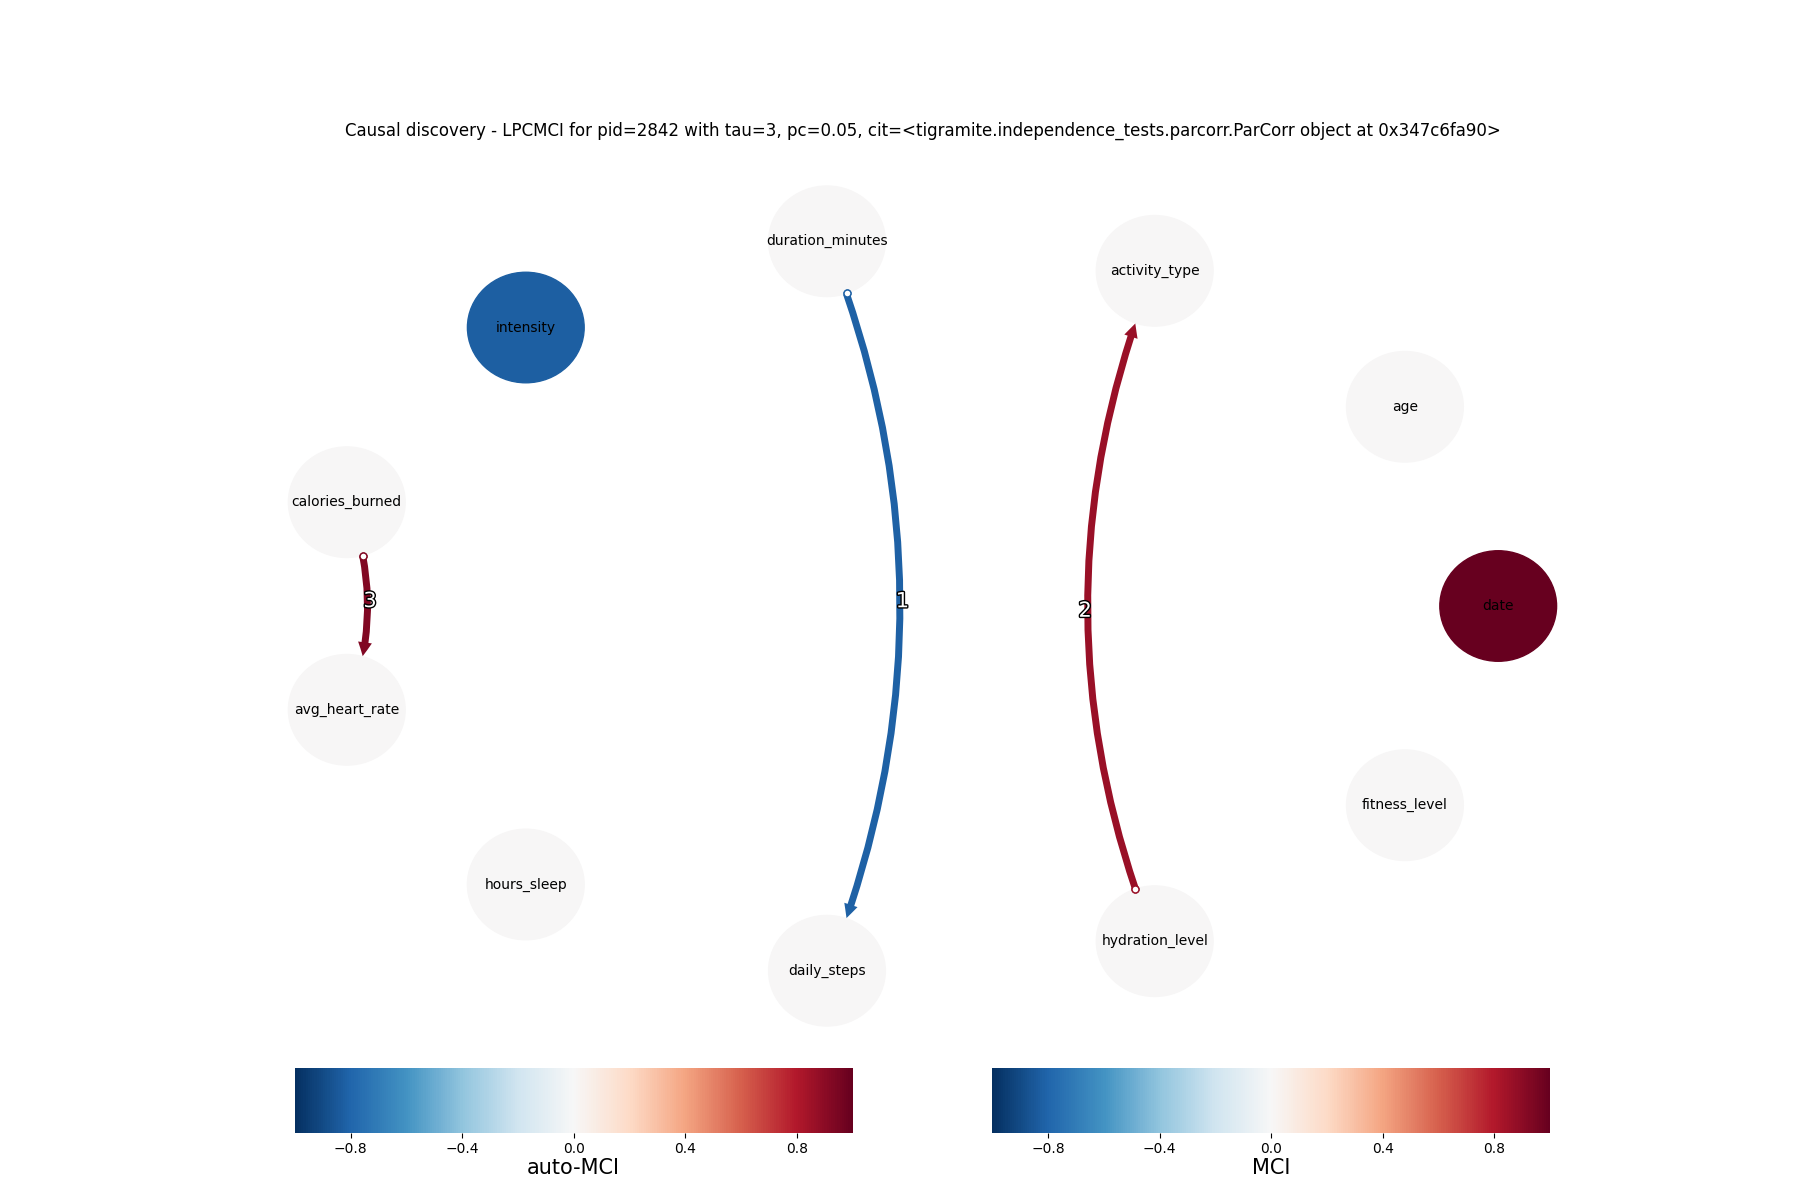 Causal discovery - LPCMCI for pid=2842 with tau=3, pc=0.05, cit=<tigramite.independence_tests.parcorr.ParCorr object at 0x347c6fa90>
duration_minutes
activity_type
intensity
age
calories_burned
3
1
2
date
avg_heart_rate
fitness_level
hours_sleep
hydration_level
daily_steps
−0.8 −0.4 0.0 0.4 0.8
auto-MCI
−0.8 −0.4 0.0 0.4 0.8
MCI